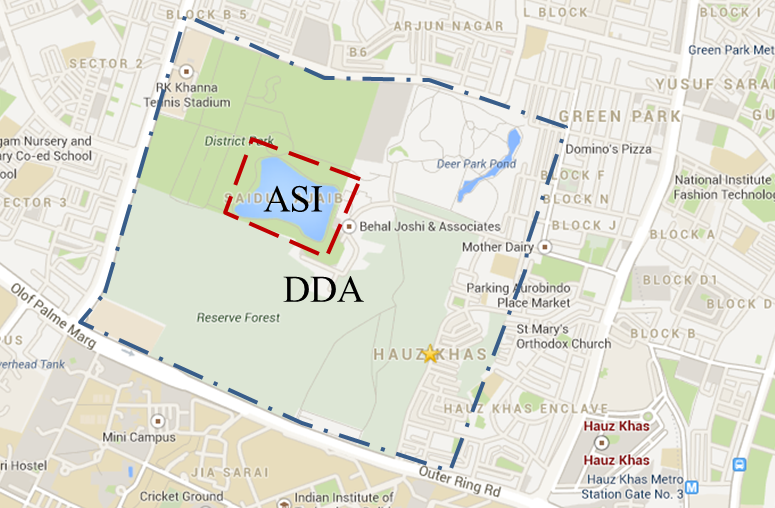 BLOCK B 5
L BLOCK
BLOCK I
ARJUN NAGAR
Green Park Met
SECTOR 2
B6
RK Khanna
Tennis Stadium
YUSUF SARA
GREEN PARK
gam Nursery and
ary Co-ed School
ool
District Park
Domino's Pizza
Deer Park Pond
BLOCK F
National Institute
Fashion Technolog
SECTOR 3
ASI
BLOCK N
Behal Joshi & Associates
BLOCK J
BLOCK A
Mother Dairy
DDA
Parking Aurobindo
Place Market
BLOCK D1
BLOCK D
Olof Palme Marg
Reserve Forest
St Mary's
Orthodox Church
BLOCK B
HAUZ KHAS
verhead Tank
HAUZ KHAS ENCLAVE
Hauz Khas
Mini Campus
Hauz Khas
ri Hostel
JIA SARAI
Outer Ring Rd
Hauz Khas Metro
Station Gate No. 3
M
Cricket Ground
Indian Institute of